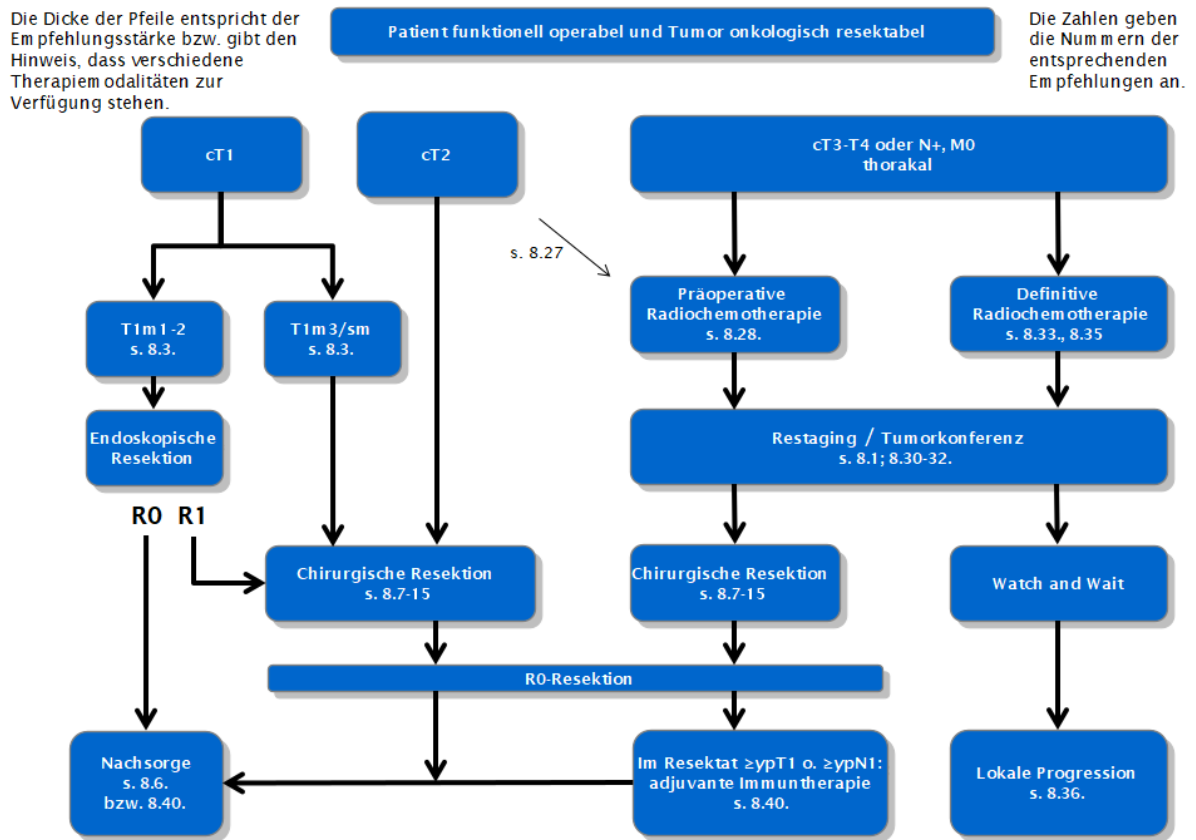 Die Dicke der Pfeile entspricht der
Empfehlungsstärke bzw. gibt den
Hinweis, dass verschiedene
Therapiemodalitäten zur
Verfügung stehen.
Patient funktionell operabel und Tumor onkologisch resektabel
Die Zahlen geben
die Nummern der
entsprechenden
Empfehlungen an.
cT1
cT2
cT3-T4 oder N+, M0
thorakal
s. 8.27
T1m1-2
s. 8.3.
T1m3/sm
s. 8.3.
Präoperative
Radiochemotherapie
s. 8.28.
Definitive
Radiochemotherapie
s. 8.33., 8.35
Endoskopische
Resektion
Restaging / Tumorkonferenz
s. 8.1; 8.30-32.
R0 R1
Chirurgische Resektion
s. 8.7-15
Chirurgische Resektion
s. 8.7-15
Watch and Wait
R0-Resektion
Nachsorge
s. 8.6.
bzw. 8.40.
Im Resektat ≥ypT1 o. ≥ypN1:
adjuvante Immuntherapie
s. 8.40.
Lokale Progression
s. 8.36.